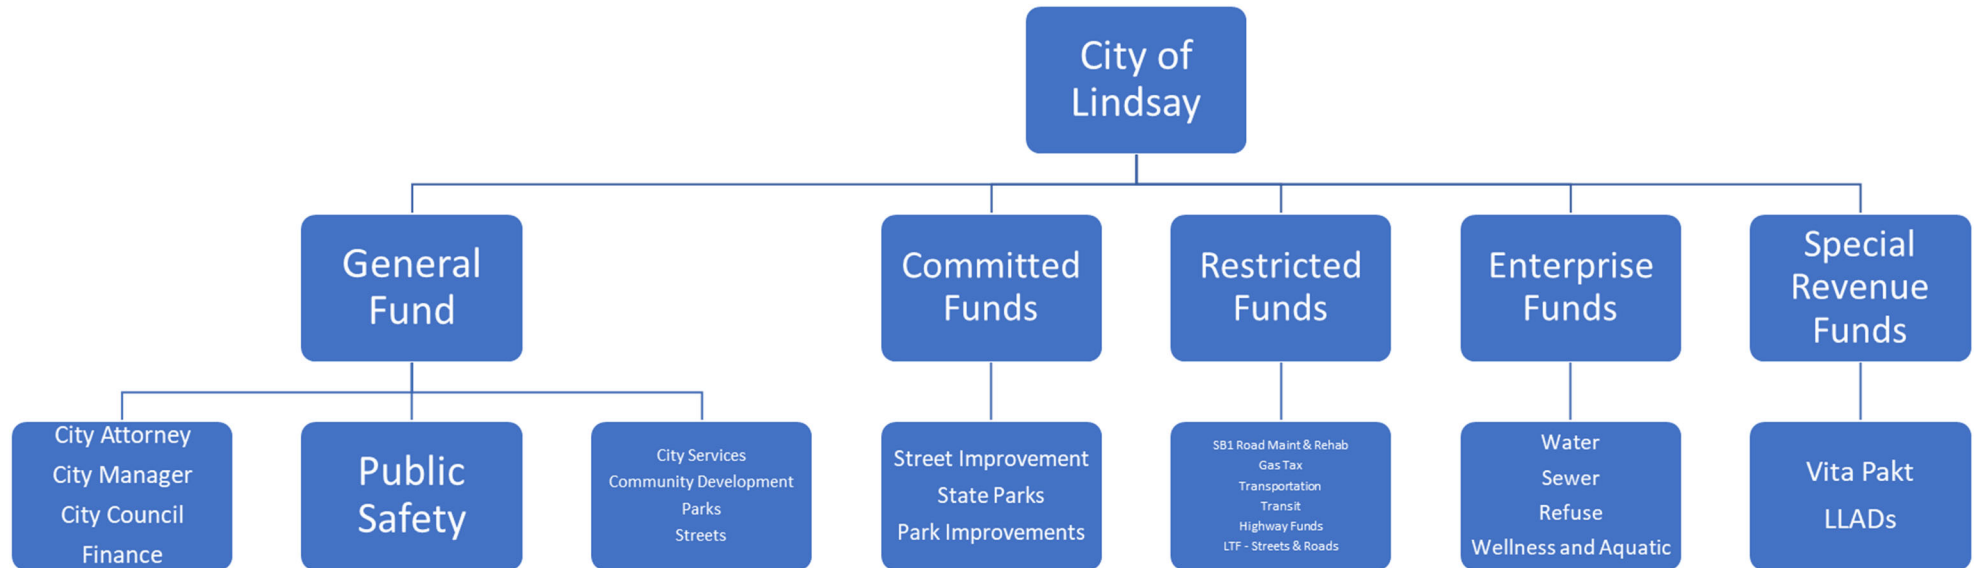 City of
Lindsay
General
Fund
Committed
Funds
Restricted
Funds
Enterprise
Funds
Special
Revenue
Funds
City Attorney
City Manager
City Council
Finance
Public
Safety
City Services
Community Development
Parks
Streets
Street Improvement
State Parks
Park Improvements
SB1 Road Maint & Rehab
Gas Tax
Transportation
Transit
Highway Funds
LTF - Streets & Roads
Water
Sewer
Refuse
Wellness and Aquatic
Vita Pakt
LLADs